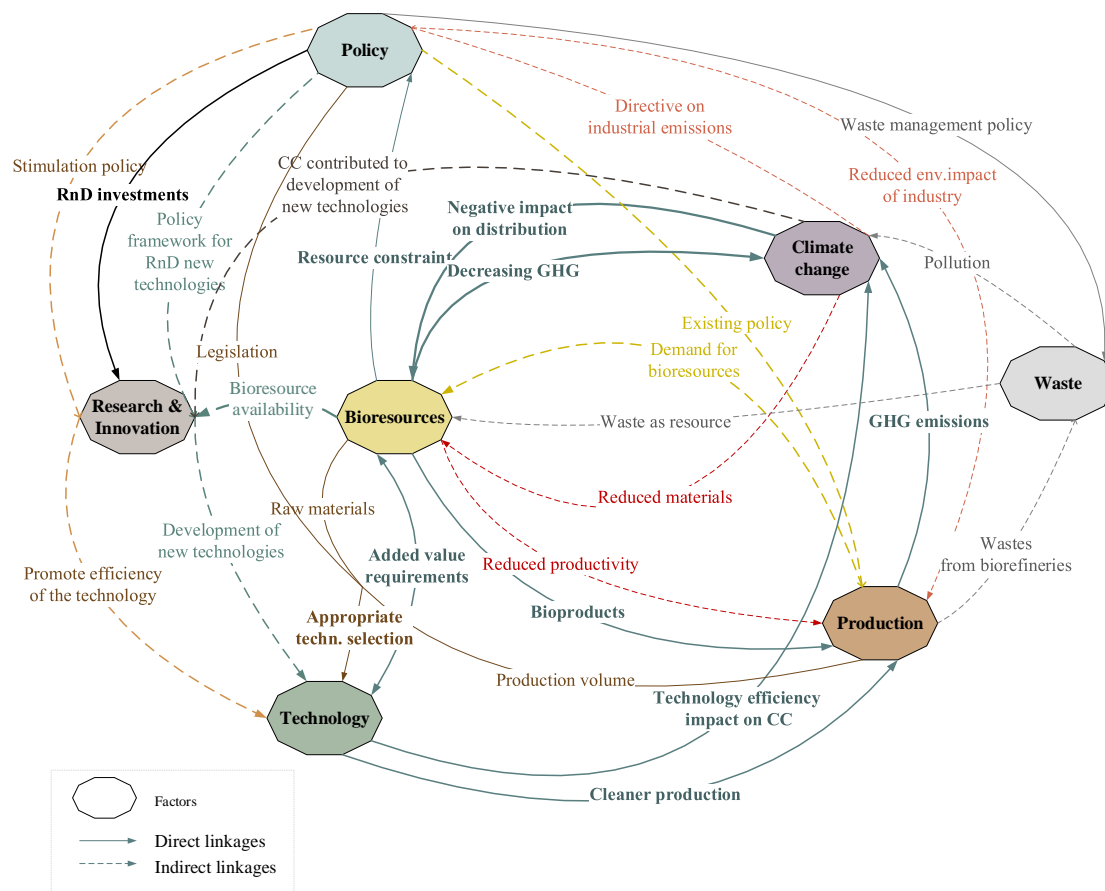 Policy
Directive on
industrial emissions
Waste management policy
Stimulation policy
RnD investments
CC contributed to
development of
new technologies
Reduced env.impact
of industry
Policy
framework for
RnD new
technologies
Negative impact
on distribution
Climate
change
Resource constraint
Decreasing GHG
Pollution
Existing policy
Legislation
Demand for
bioresources
Waste
Bioresource
availability
Research &
Innovation
Bioresources
Waste as resource
GHG emissions
Reduced materials
Raw materials
Development of
new technologies
Added value
requirements
Reduced productivity
Wastes
from biorefineries
Promote efficiency
of the technology
Bioproducts
Appropriate
techn. selection
Production
Production volume
Technology efficiency
impact on CC
Technology
Cleaner production
Factors
Direct linkages
Indirect linkages